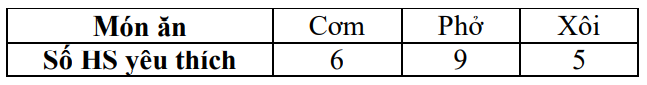 Món ăn Cơm Phở Xôi
Số HS yêu thích 6 9 5